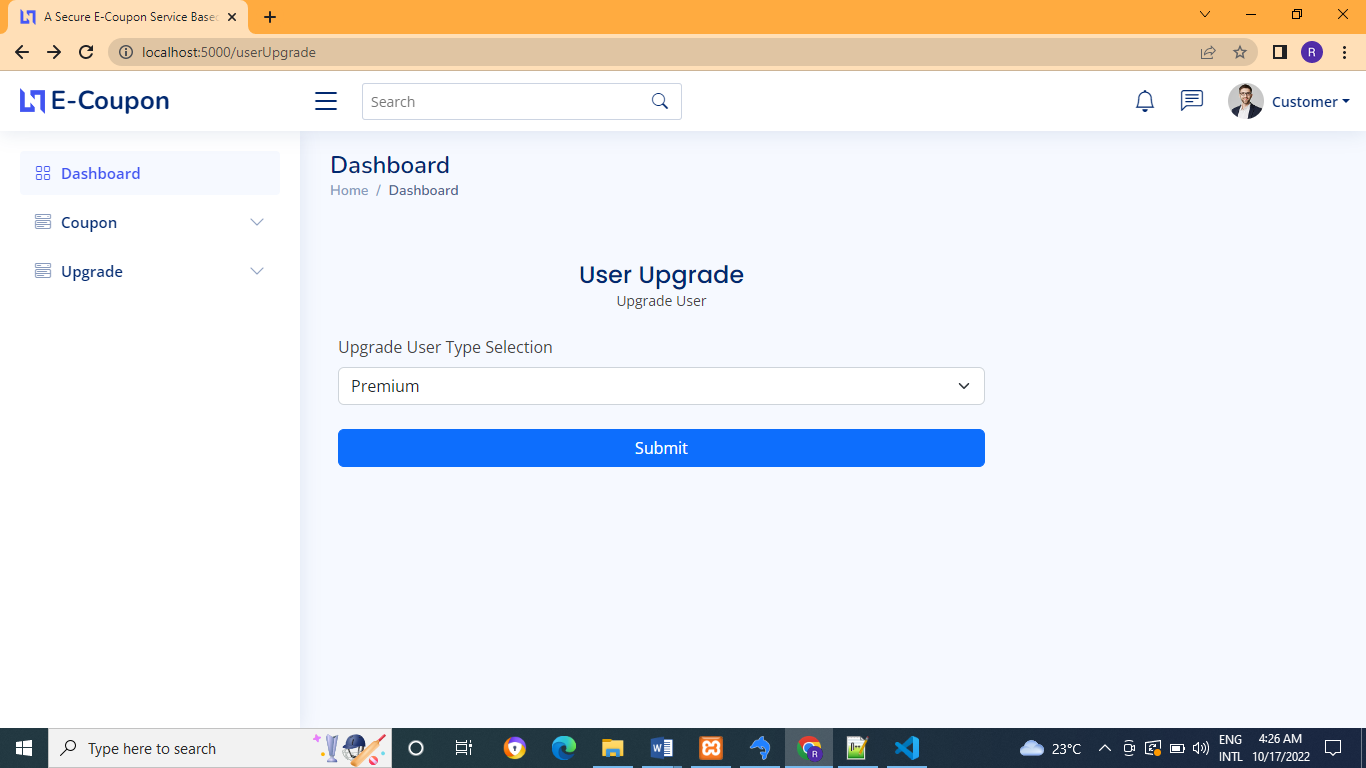 A Secure E-Coupon Service Based
localhost:5000/userUpgrade
R
E-Coupon
Search
Customer
Dashboard
Coupon
Upgrade
Dashboard
Home / Dashboard
User Upgrade
Upgrade User
Upgrade User Type Selection
Premium
Submit
Type here to search
23°C
ENG
INTL
4:26 AM
10/17/2022